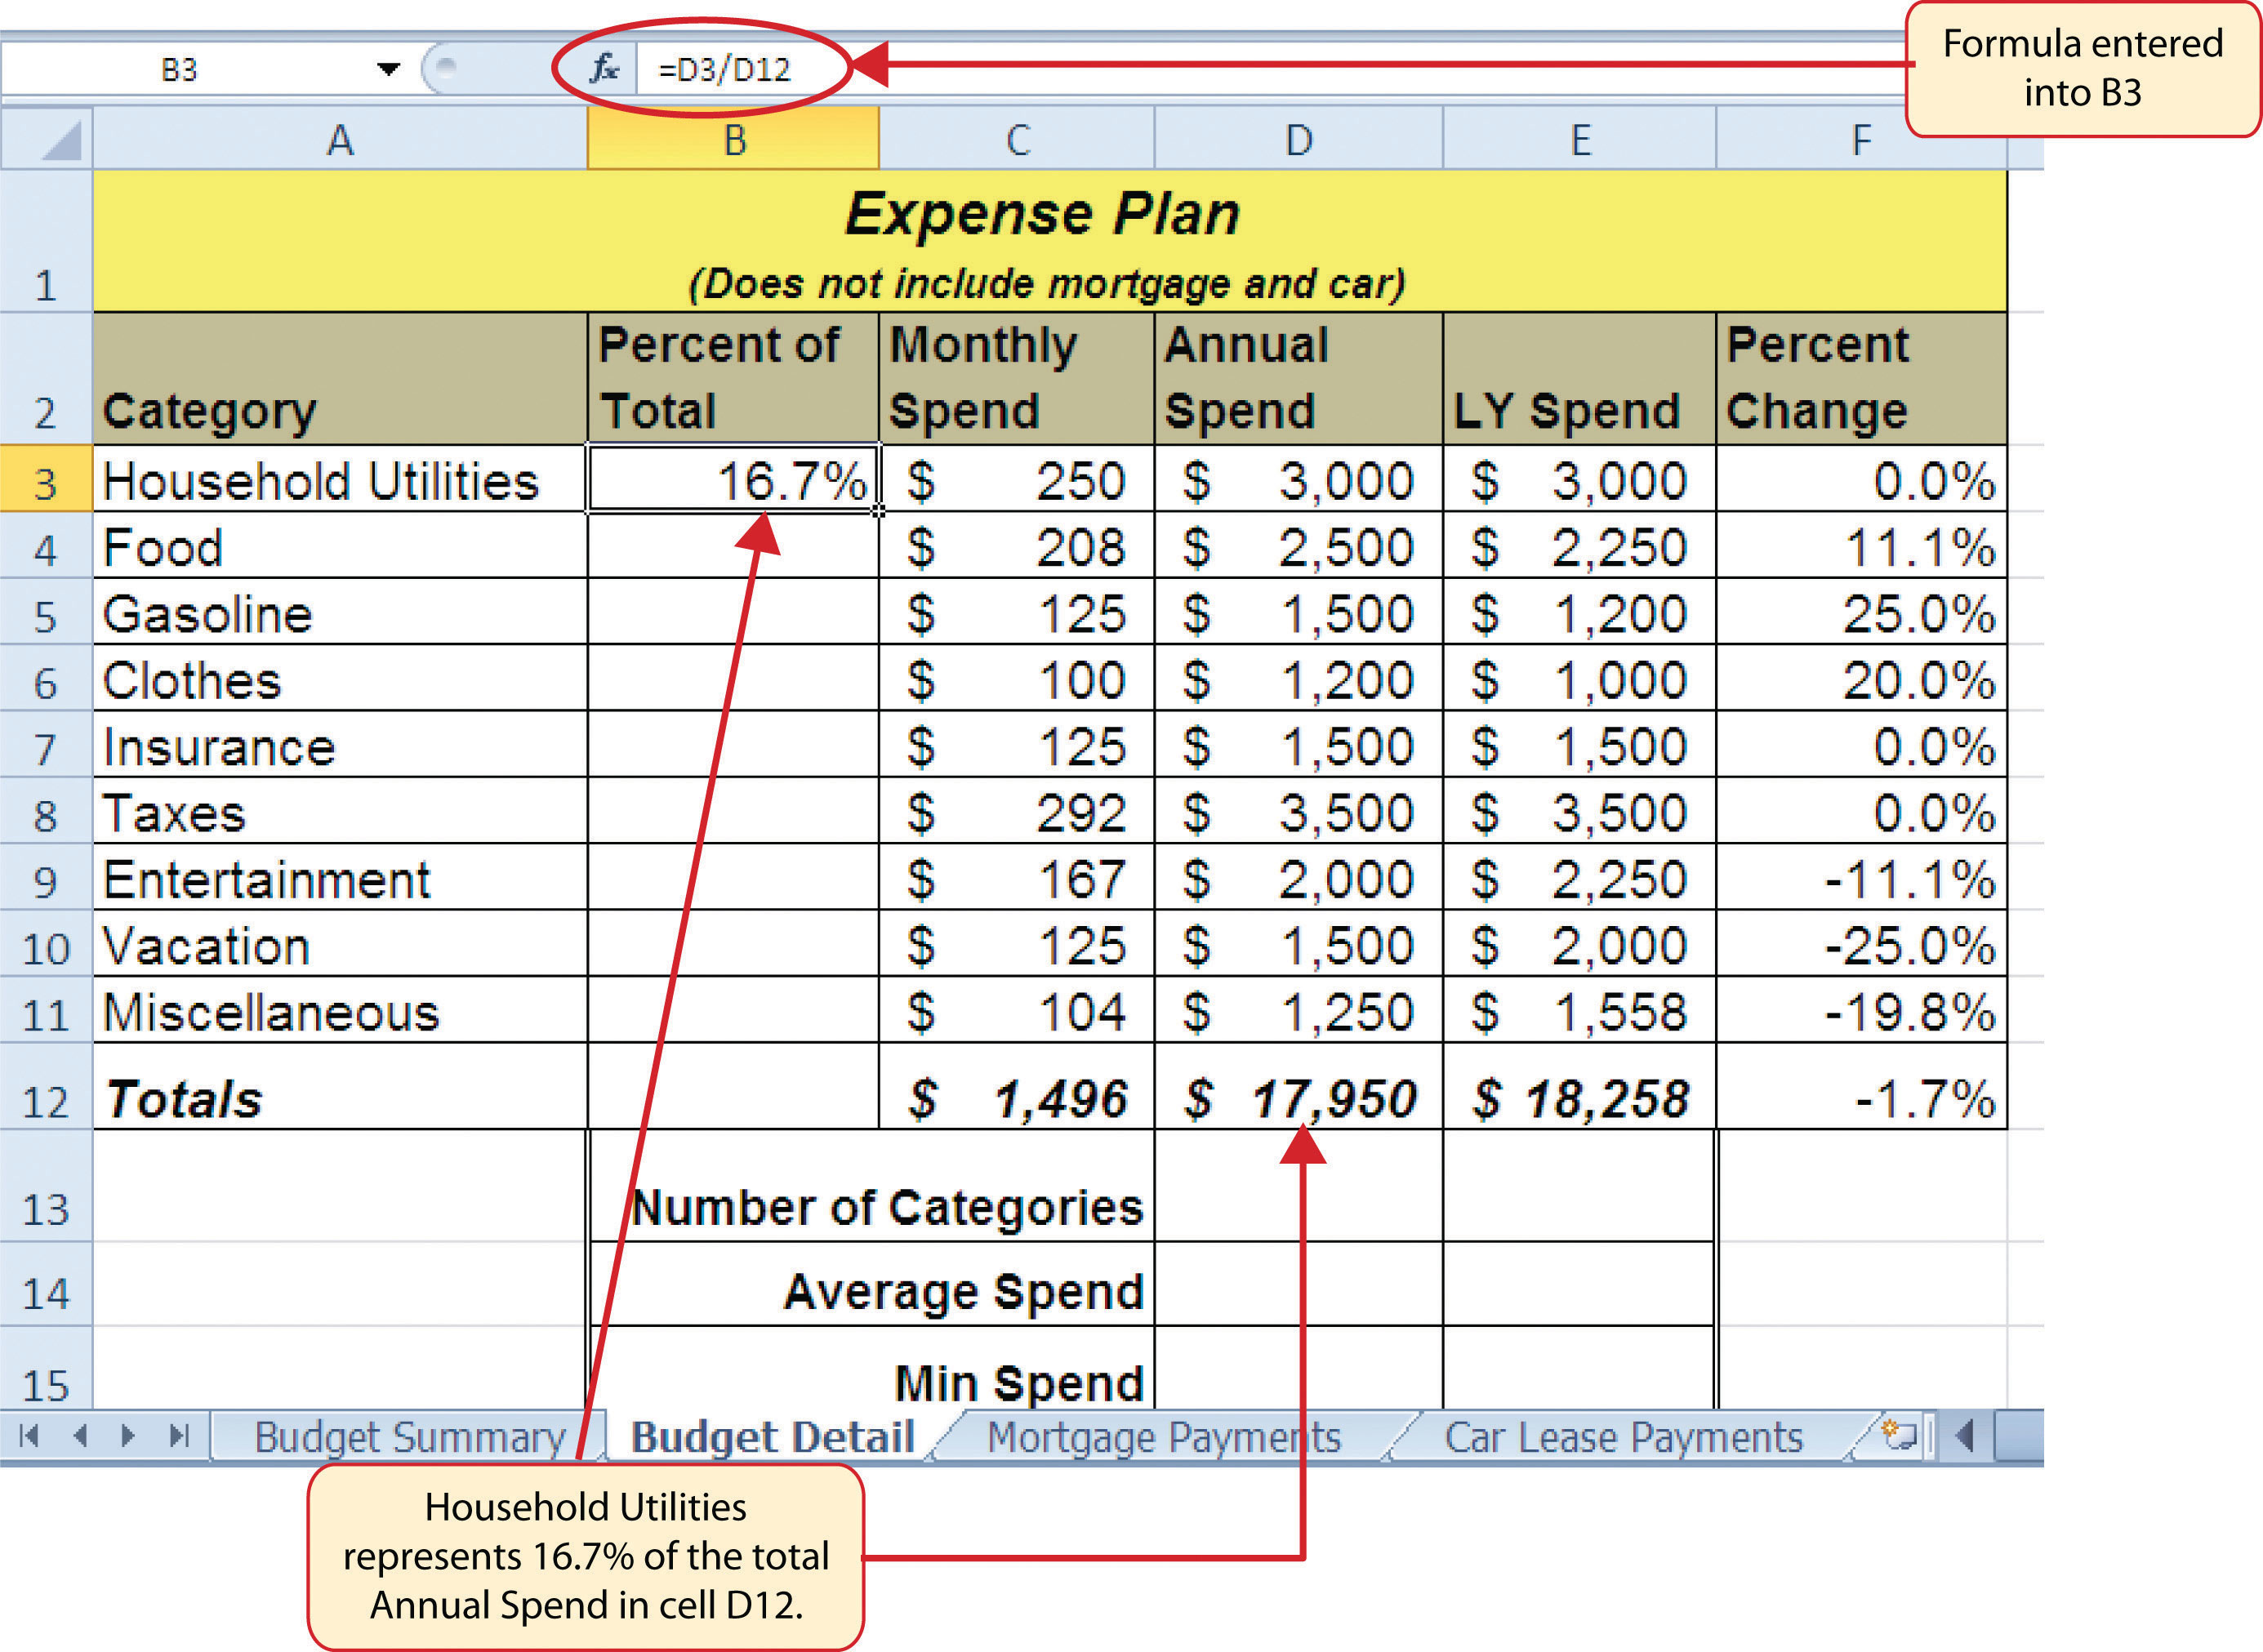 Formula entered
into B3
B3 fx =D3/D12
A B C D E F
1 Expense Plan
(Does not include mortgage and car)
2 Category Percent of Total Monthly Spend Annual Spend LY Spend Percent Change
3 Household Utilities 16.7% $ 250 $ 3,000 $ 3,000 0.0%
4 Food $ 208 $ 2,500 $ 2,250 11.1%
5 Gasoline $ 125 $ 1,500 $ 1,200 25.0%
6 Clothes $ 100 $ 1,200 $ 1,000 20.0%
7 Insurance $ 125 $ 1,500 $ 1,500 0.0%
8 Taxes $ 292 $ 3,500 $ 3,500 0.0%
9 Entertainment $ 167 $ 2,000 $ 2,250 -11.1%
10 Vacation $ 125 $ 1,500 $ 2,000 -25.0%
11 Miscellaneous $ 104 $ 1,250 $ 1,558 -19.8%
12 Totals $ 1,496 $ 17,950 $ 18,258 -1.7%
13 Number of Categories
14 Average Spend
15 Min Spend
Budget Summary Budget Detail Mortgage Payments Car Lease Payments
Household Utilities
represents 16.7% of the total
Annual Spend in cell D12.